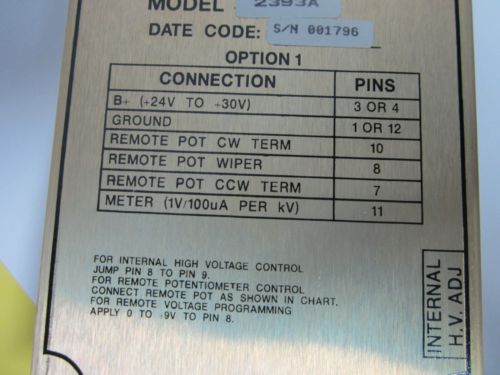 MODEL 2393A
DATE CODE: S/N 001796
OPTION 1
CONNECTION PINS
B+ (+24V TO +30V) 3 OR 4
GROUND 1 OR 12
REMOTE POT CW TERM 10
REMOTE POT WIPER 8
REMOTE POT CCW TERM 7
METER (1V/100uA PER kV) 11
FOR INTERNAL HIGH VOLTAGE CONTROL
JUMP PIN 8 TO PIN 9.
FOR REMOTE POTENTIOMETER CONTROL
CONNECT REMOTE POT AS SHOWN IN CHART.
FOR REMOTE VOLTAGE PROGRAMMING
APPLY 0 TO -9V TO PIN 8.
INTERNAL
H.V. ADJ